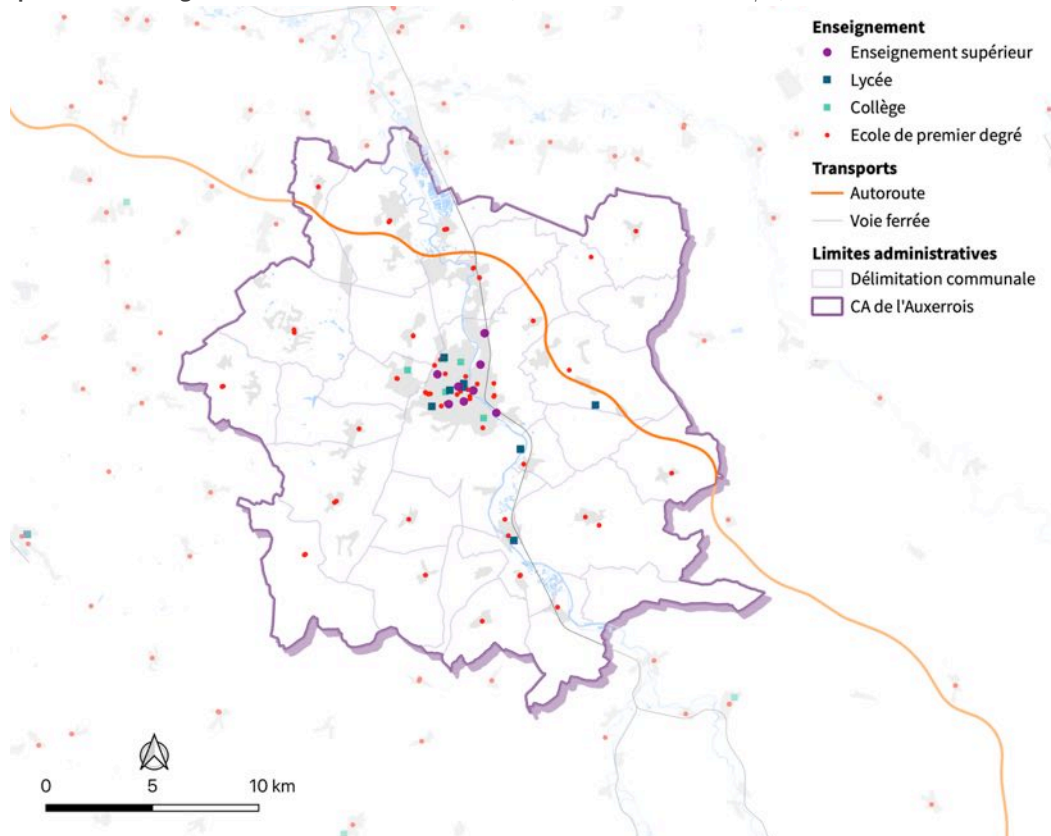 Enseignement
Enseignement supérieur
Lycée
Collège
Ecole de premier degré
Transports
Autoroute
Voie ferrée
Limites administratives
Délimitation communale
CA de l'Auxerrois
0 5 10 km